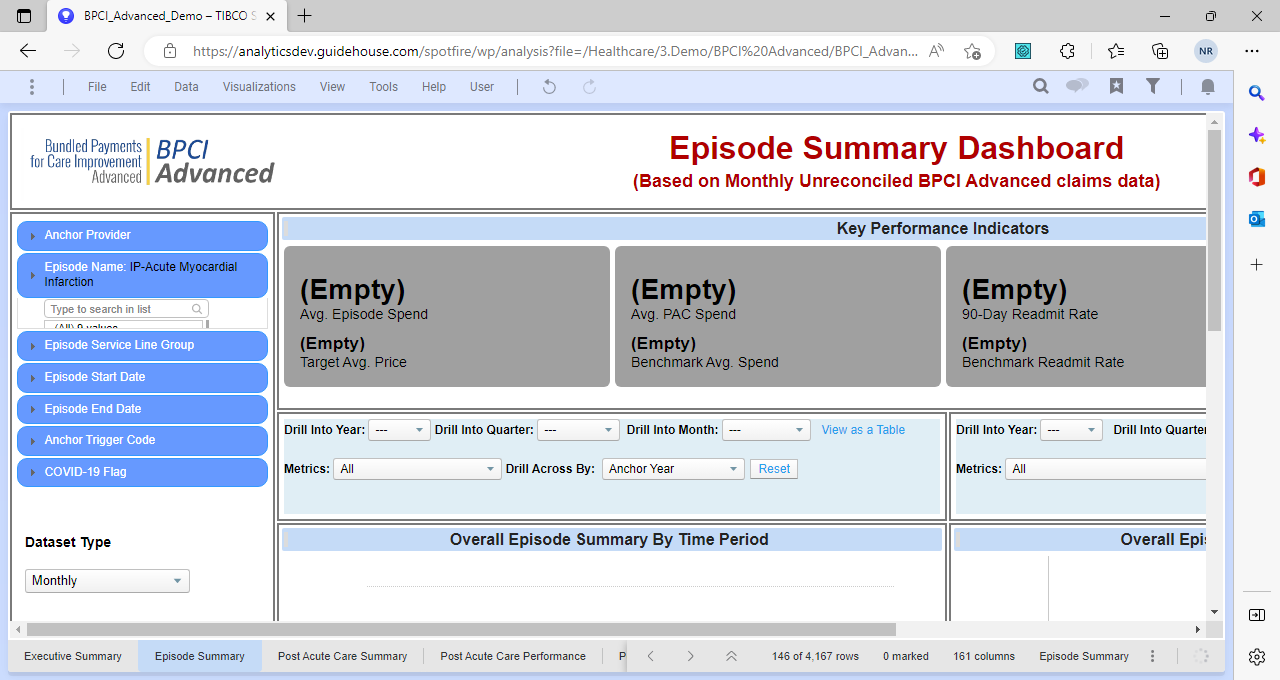 BPCI_Advanced_Demo – TIBCO S
https://analyticsdev.guidehouse.com/spotfire/wp/analysis?file=/Healthcare/3.Demo/BPCI%20Advanced/BPCI_Advan...
NR
File Edit Data Visualizations View Tools Help User
Bundled Payments
for Care Improvement
Advanced
BPCI
Advanced
Episode Summary Dashboard
(Based on Monthly Unreconciled BPCI Advanced claims data)
Anchor Provider
Episode Name: IP-Acute Myocardial
Infarction
Type to search in list
(All) 9 values
Episode Service Line Group
Episode Start Date
Episode End Date
Anchor Trigger Code
COVID-19 Flag
Dataset Type
Monthly
Key Performance Indicators
(Empty)
Avg. Episode Spend
(Empty)
Target Avg. Price
(Empty)
Avg. PAC Spend
(Empty)
Benchmark Avg. Spend
(Empty)
90-Day Readmit Rate
(Empty)
Benchmark Readmit Rate
Drill Into Year: --- Drill Into Quarter: --- Drill Into Month: --- View as a Table
Metrics: All Drill Across By: Anchor Year Reset
Drill Into Year: --- Drill Into Quarter
Metrics: All
Overall Episode Summary By Time Period
Overall Epi
Executive Summary Episode Summary Post Acute Care Summary Post Acute Care Performance P
146 of 4,167 rows 0 marked 161 columns Episode Summary